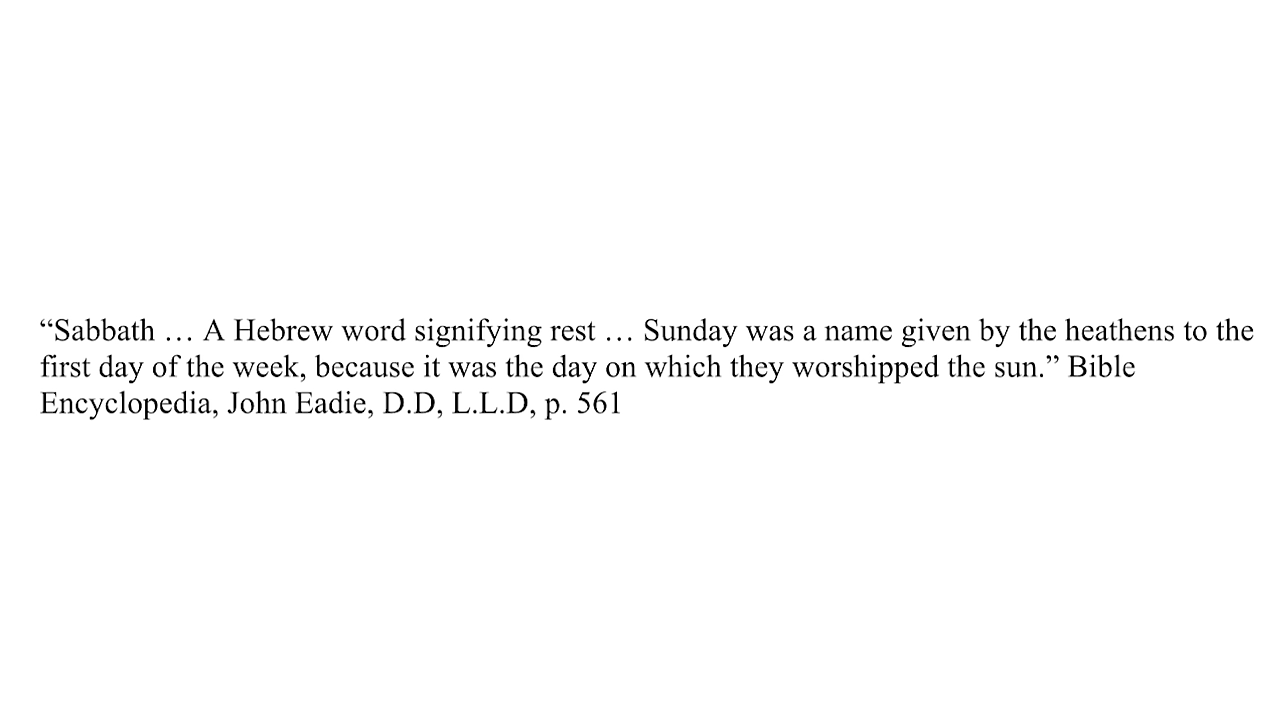 “Sabbath … A Hebrew word signifying rest … Sunday was a name given by the heathens to the
first day of the week, because it was the day on which they worshipped the sun.” Bible
Encyclopedia, John Eadie, D.D, L.L.D, p. 561